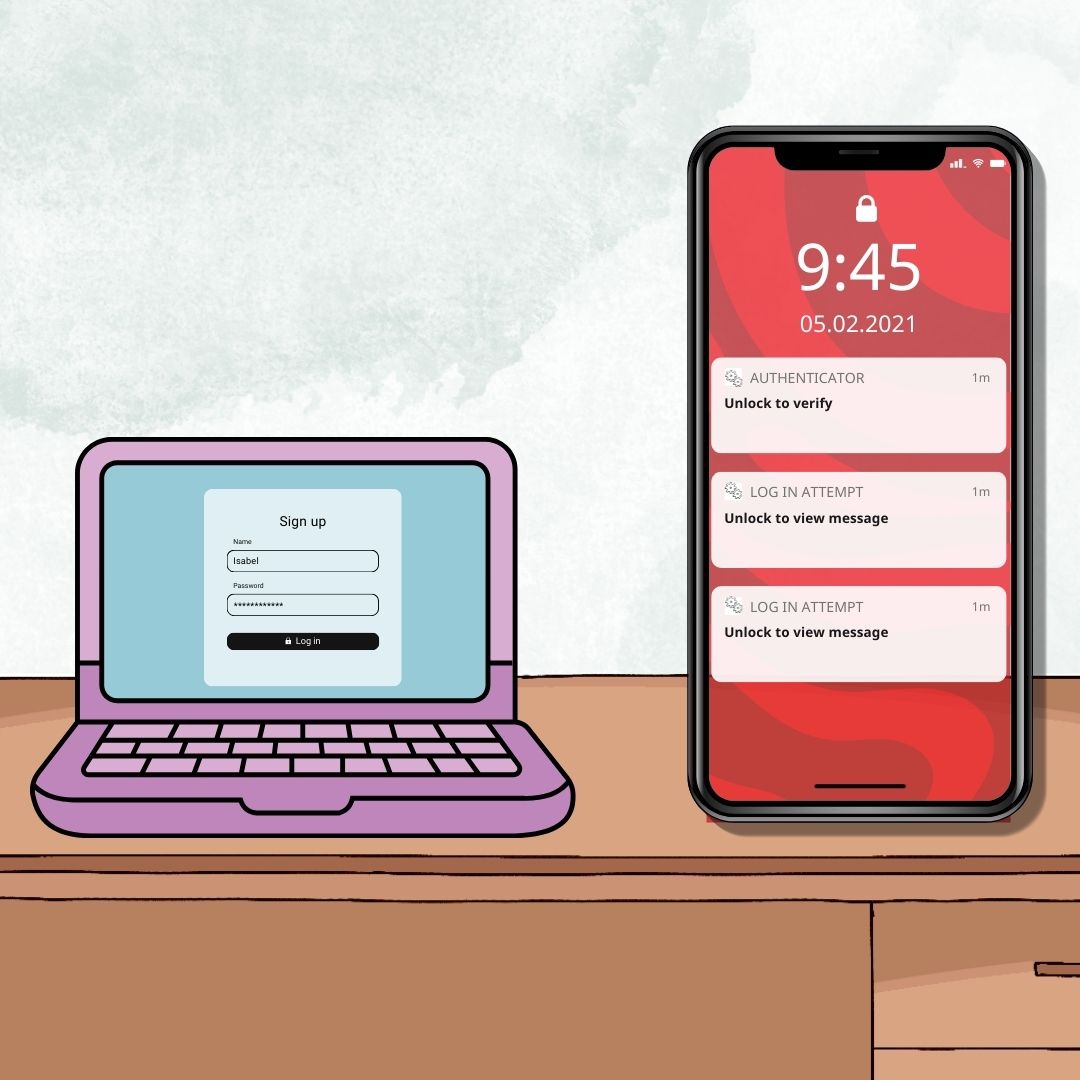 Sign up
Name
Isabel
Password
************
Log in
9:45
05.02.2021
AUTHENTICATOR 1m
Unlock to verify
LOG IN ATTEMPT 1m
Unlock to view message
LOG IN ATTEMPT 1m
Unlock to view message